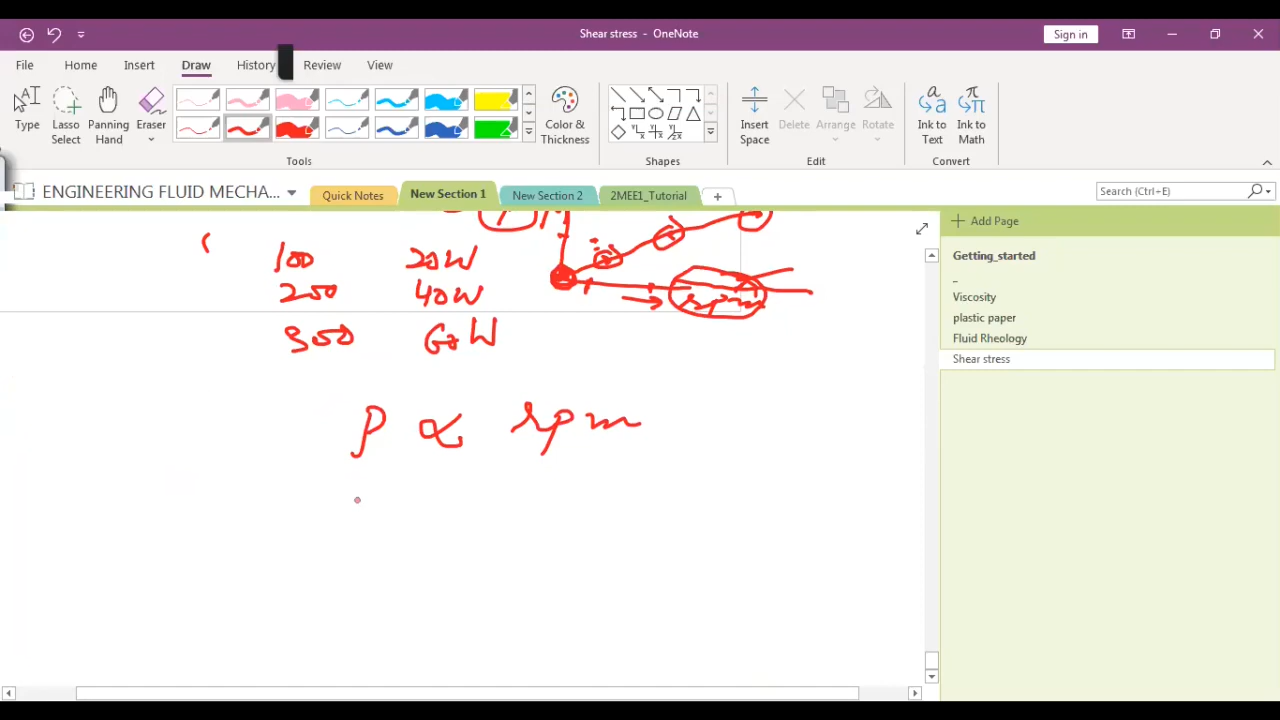 Shear stress - OneNote
Sign in
File Home Insert Draw History Review View
Type
Lasso Select
Panning Hand
Eraser
Color & Thickness
Insert Space
Delete
Arrange
Rotate
Ink to Text
Ink to Math
Tools
Shapes
Edit
Convert
ENGINEERING FLUID MECHA...
Quick Notes
New Section 1
New Section 2
2MEE1_Tutorial
Search (Ctrl+E)
Add Page
Getting_started
_
Viscosity
plastic paper
Fluid Rheology
Shear stress
100 20W
200 40W
300 60W
rpm
P ∝ rpm